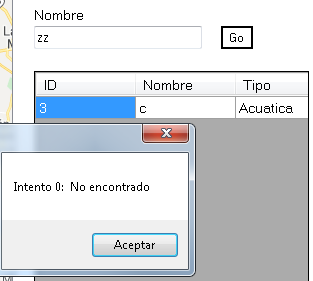 Nombre
zz
Go
ID Nombre Tipo
3 c Acuatica
Intento 0: No encontrado
Aceptar